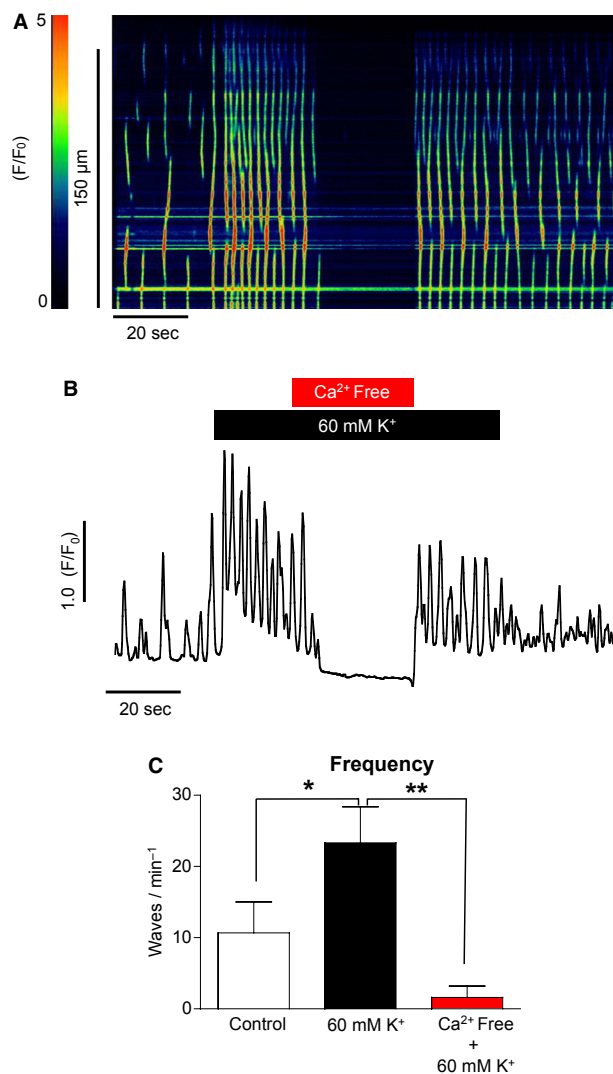 A
5
(F/F₀)
0
150 µm
20 sec
B
Ca²⁺ Free
60 mM K⁺
1.0 (F/F₀)
20 sec
C
Frequency
* **
Waves / min⁻¹
30
20
10
0
Control
60 mM K⁺
Ca²⁺ Free
+
60 mM K⁺